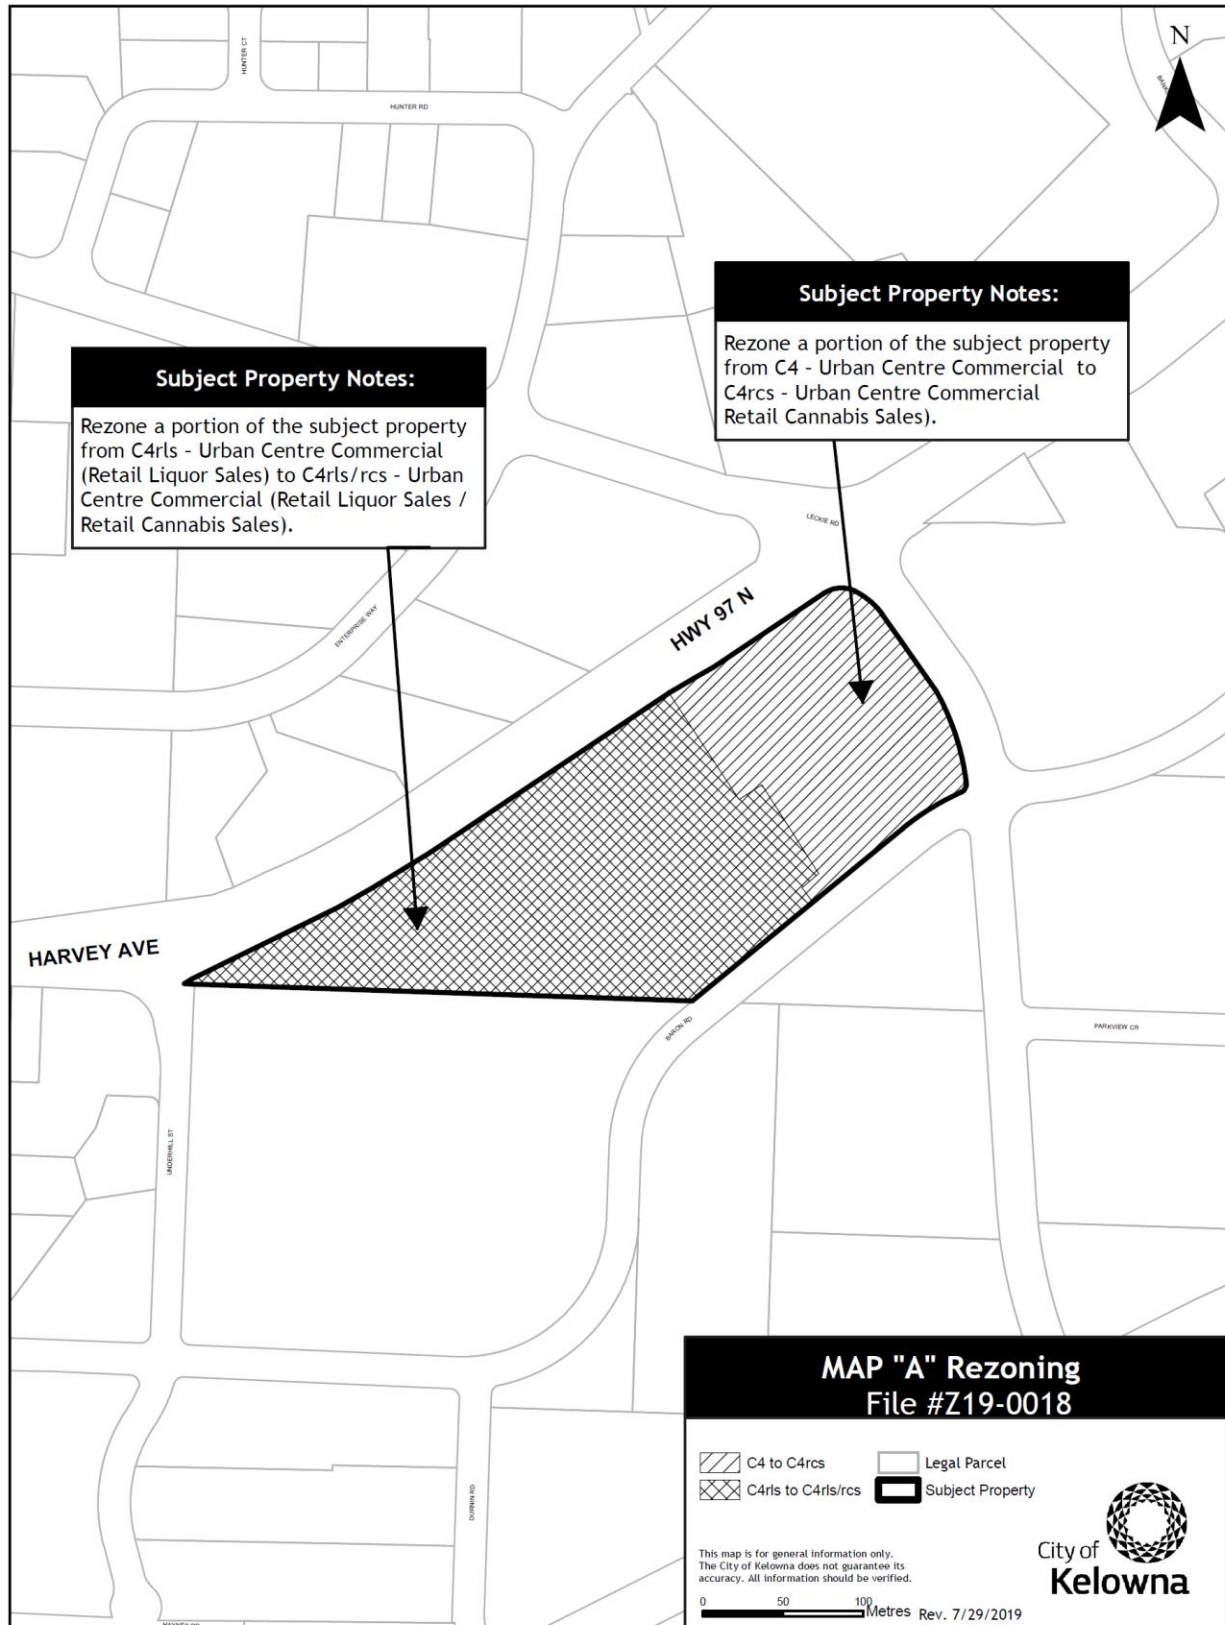 N
HUNTER CT
HUNTER RD
Subject Property Notes:
Rezone a portion of the subject property
from C4 - Urban Centre Commercial to
C4rcs - Urban Centre Commercial
Retail Cannabis Sales).
Subject Property Notes:
Rezone a portion of the subject property
from C4rls - Urban Centre Commercial
(Retail Liquor Sales) to C4rls/rcs - Urban
Centre Commercial (Retail Liquor Sales /
Retail Cannabis Sales).
LECKIE RD
ENTERPRISE WAY
HWY 97 N
HARVEY AVE
BARON RD
PARKVIEW CR
UNDERHILL ST
DURNIN RD
MAP "A" Rezoning
File #Z19-0018
C4 to C4rcs
Legal Parcel
C4rls to C4rls/rcs
Subject Property
This map is for general information only.
The City of Kelowna does not guarantee its
accuracy. All information should be verified.
City of
Kelowna
0 50 100 Metres
Rev. 7/29/2019